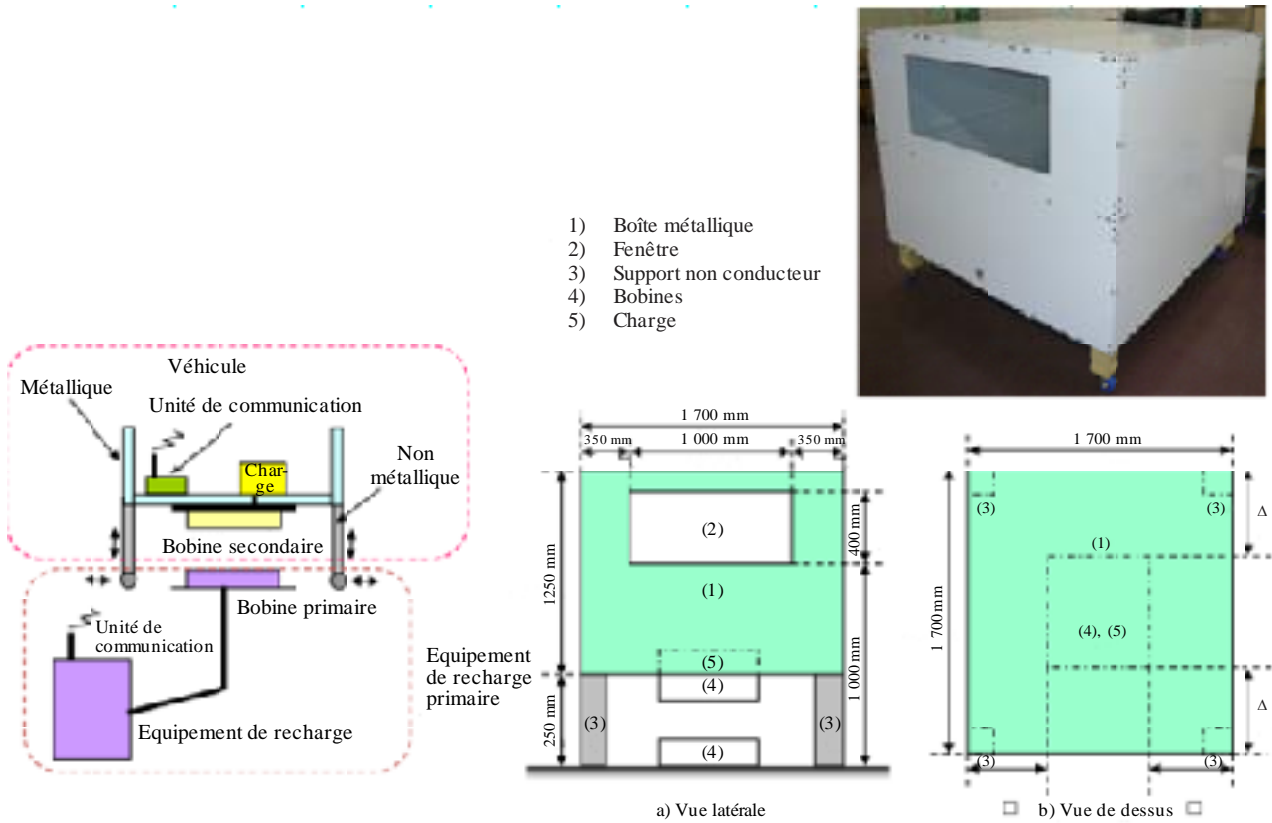 1) Boîte métallique
2) Fenêtre
3) Support non conducteur
4) Bobines
5) Charge
Véhicule
Métallique
Unité de communication
Non
métallique
Char-
ge
Bobine secondaire
Bobine primaire
Unité de
communication
Equipement de recharge
Equipement
de recharge
primaire
1 700 mm
350 mm
1 000 mm
350 mm
(2)
400 mm
1250 mm
(1)
1 000 mm
(5)
(4)
250 mm
(3)
(3)
(4)
a) Vue latérale
1 700 mm
(3)
(3)
Δ
(1)
1 700 mm
(4), (5)
Δ
(3)
(3)
b) Vue de dessus